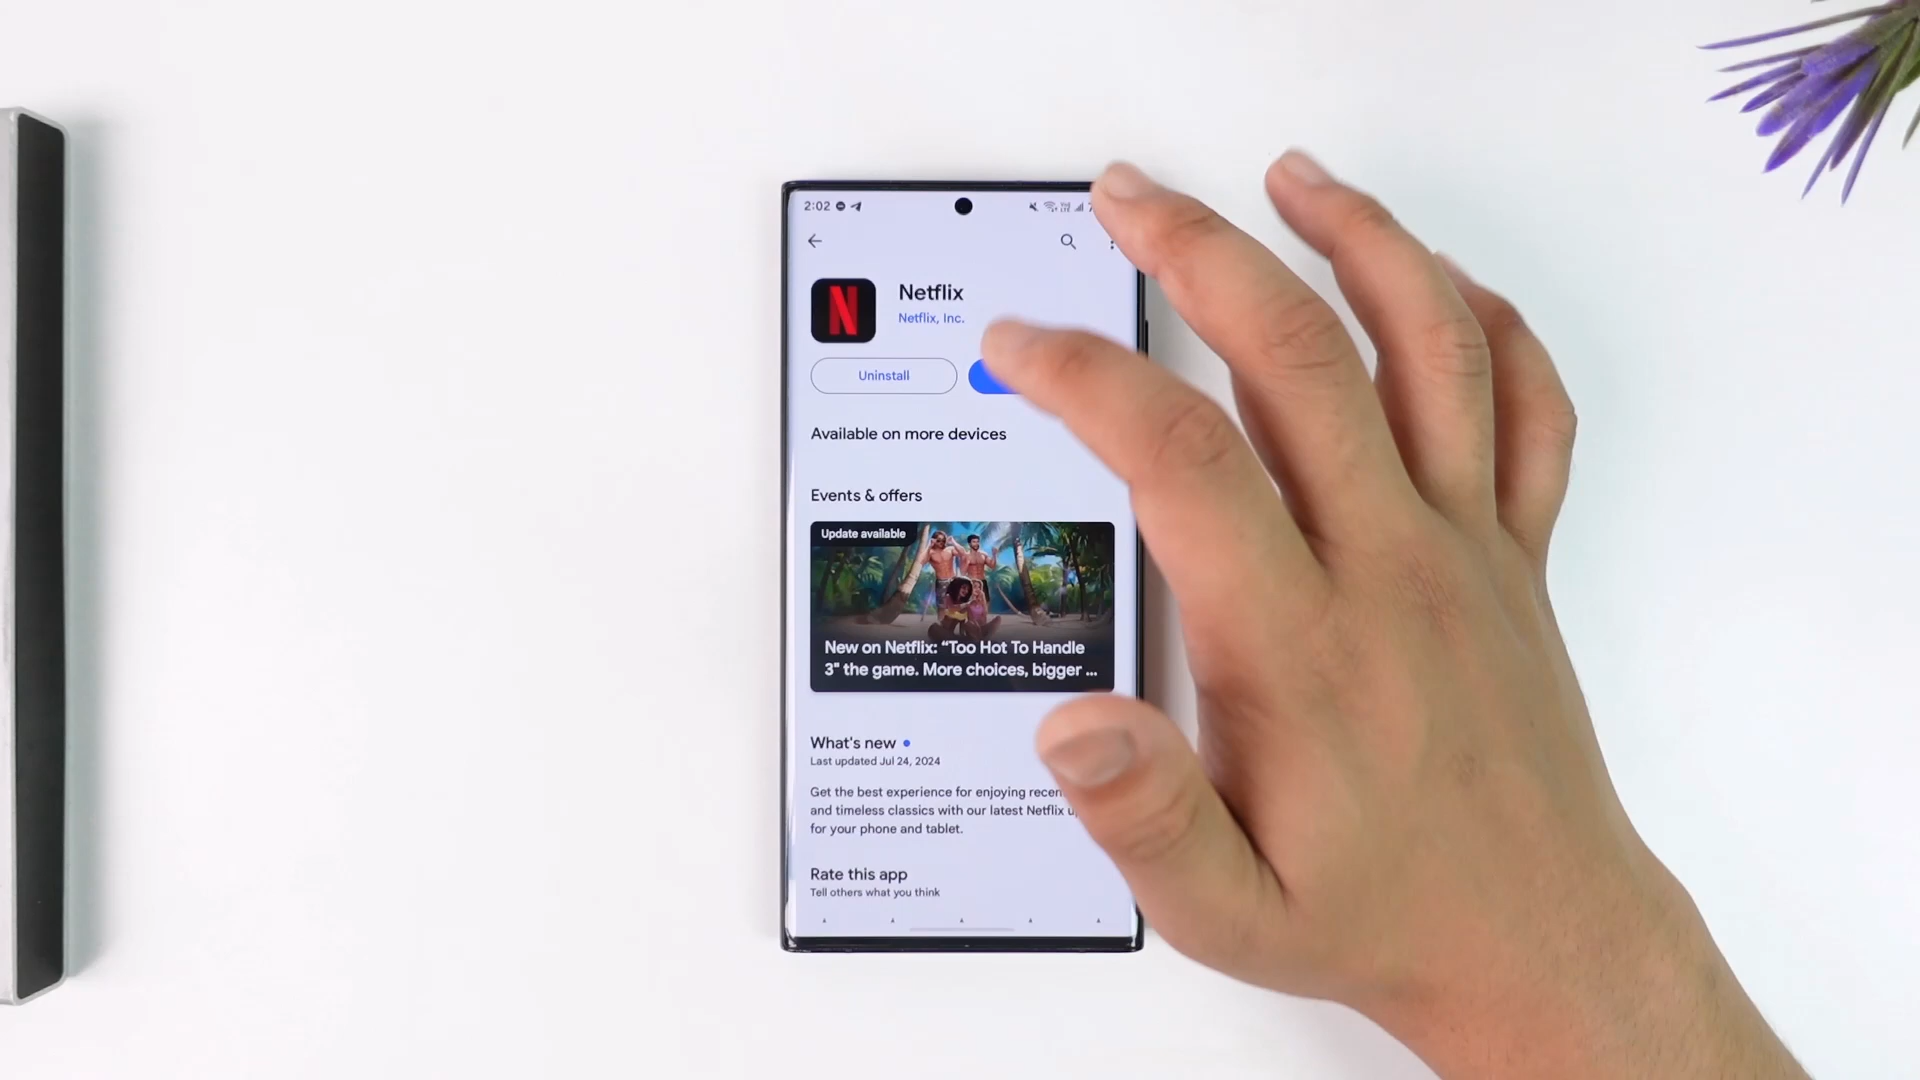 2:02
Netflix
Netflix, Inc.
Uninstall
Available on more devices
Events & offers
Update available
New on Netflix: “Too Hot To Handle
3" the game. More choices, bigger ...
What's new
Last updated Jul 24, 2024
Get the best experience for enjoying
and timeless classics with our latest Netflix
for your phone and tablet.
Rate this app
Tell others what you think